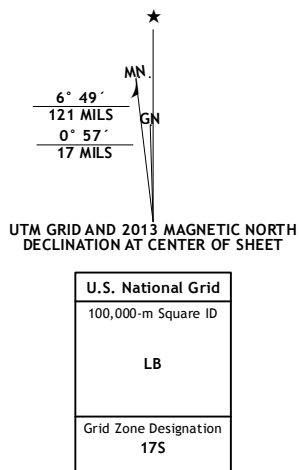 ★
MN.
6° 49´
121 MILS
GN
0° 57´
17 MILS
UTM GRID AND 2013 MAGNETIC NORTH
DECLINATION AT CENTER OF SHEET
U.S. National Grid
100,000-m Square ID
LB
Grid Zone Designation
17S